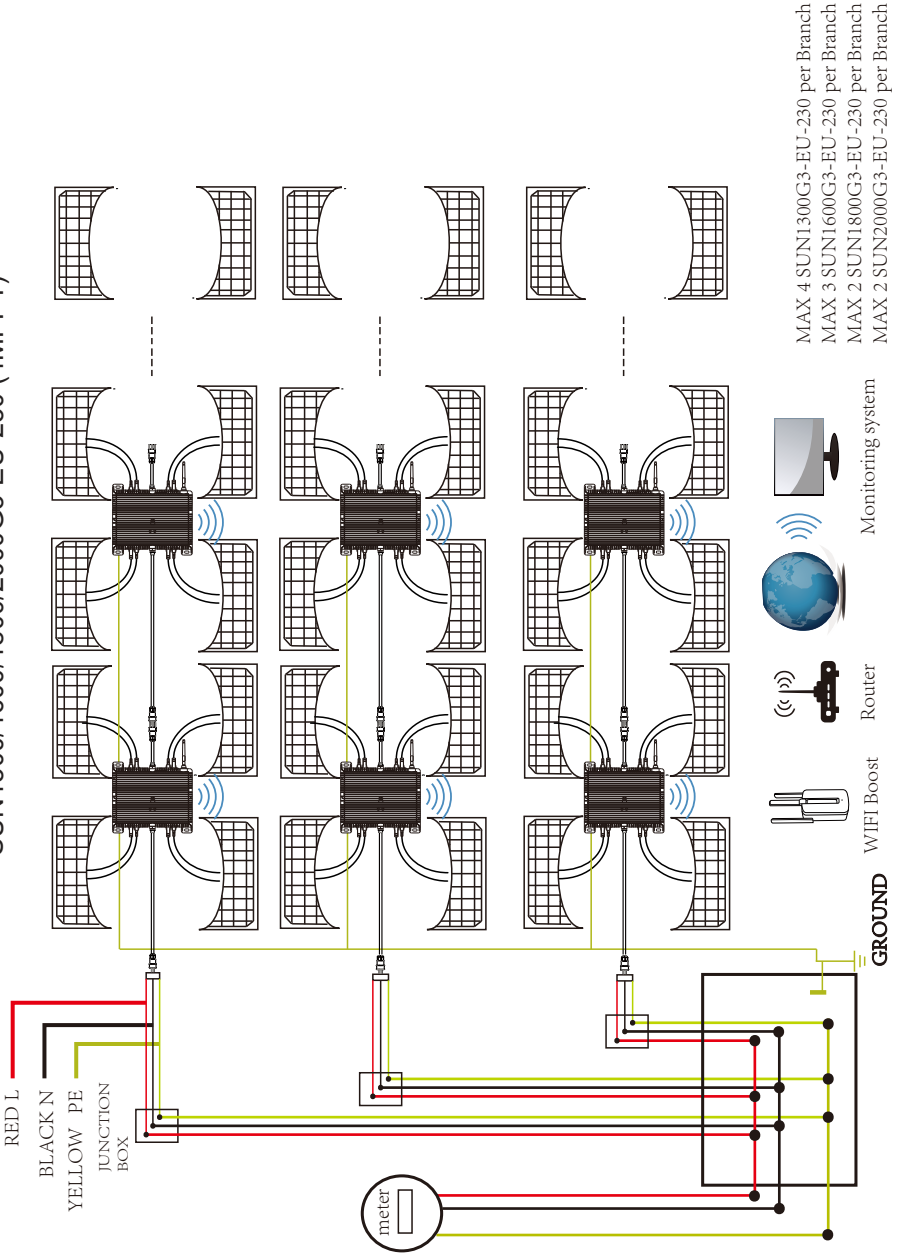 RED L
BLACK N
YELLOW PE
JUNCTION
BOX
meter
GROUND
WIFI Boost
Router
Monitoring system
MAX 4 SUN1300G3-EU-230 per Branch
MAX 3 SUN1600G3-EU-230 per Branch
MAX 2 SUN1800G3-EU-230 per Branch
MAX 2 SUN2000G3-EU-230 per Branch